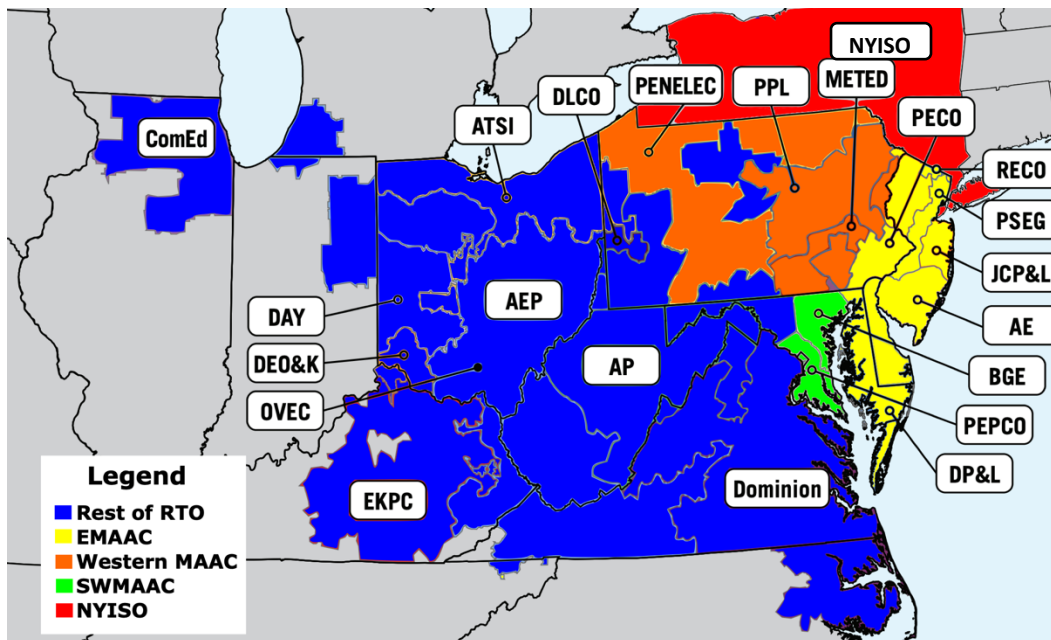 NYISO
PENELEC
PPL
METED
DLCO
PECO
ATSI
ComEd
RECO
PSEG
JCP&L
DAY
AEP
AE
DEO&K
AP
BGE
OVEC
PEPCO
DP&L
EKPC
Dominion
Legend
Rest of RTO
EMAAC
Western MAAC
SWMAAC
NYISO